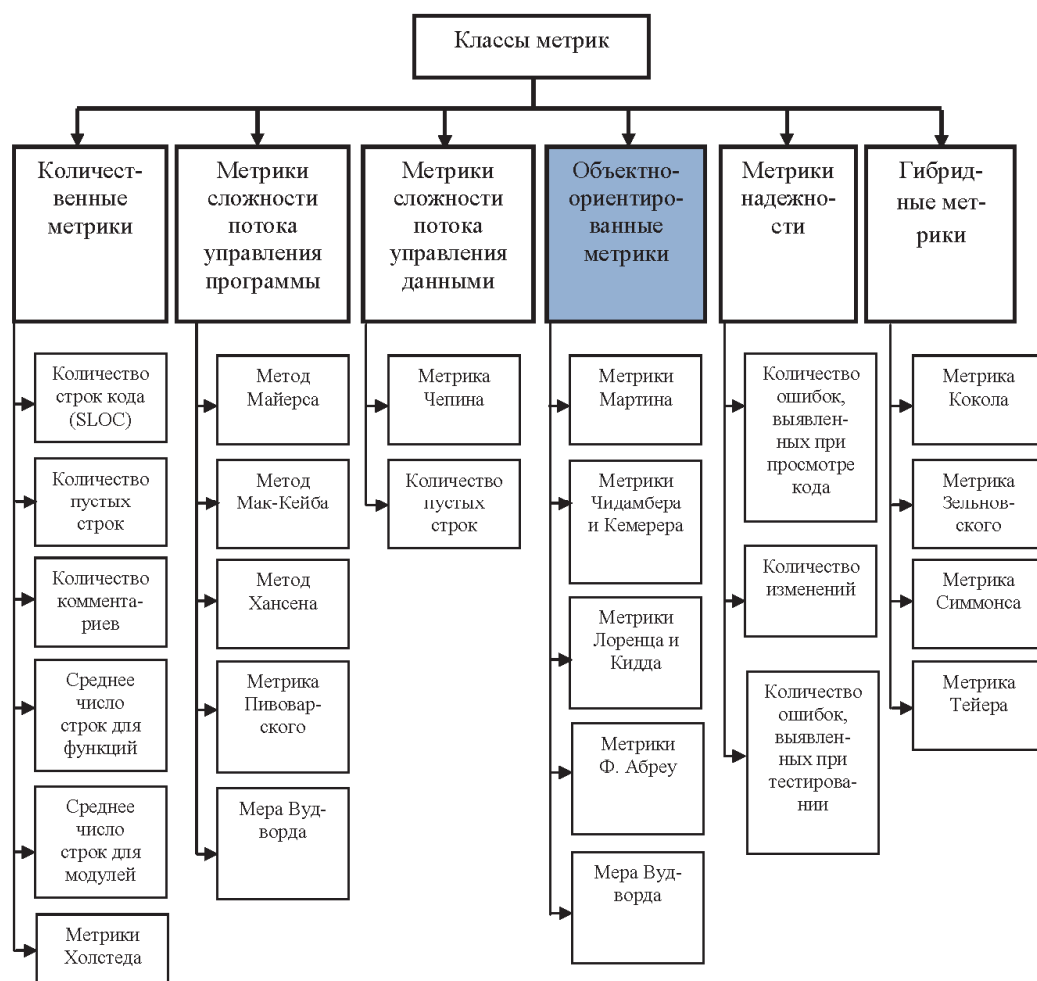 Классы метрик
Количест-
венные
метрики
Метрики
сложности
потока
управления
программы
Метрики
сложности
потока
управления
данными
Объектно-
ориентиро-
ванные
метрики
Метрики
надежно-
сти
Гибрид-
ные мет-
рики
Количество
строк кода
(SLOC)
Количество
пустых
строк
Количество
коммента-
риев
Среднее
число
строк для
функций
Среднее
число
строк для
модулей
Метрики
Холстеда
Метод
Майерса
Метод
Мак-Кейба
Метод
Хансена
Метрика
Пивовар-
ского
Мера Вуд-
ворда
Метрика
Чепина
Количество
пустых
строк
Метрики
Мартина
Метрики
Чидамбера
и Кемерера
Метрики
Лоренца и
Кидда
Метрики
Ф. Абреу
Мера Вуд-
ворда
Количество
ошибок,
выявлен-
ных при
просмотре
кода
Количество
изменений
Количество
ошибок,
выявлен-
ных при
тестирова-
нии
Метрика
Кокола
Метрика
Зельнов-
ского
Метрика
Симмонса
Метрика
Тейера